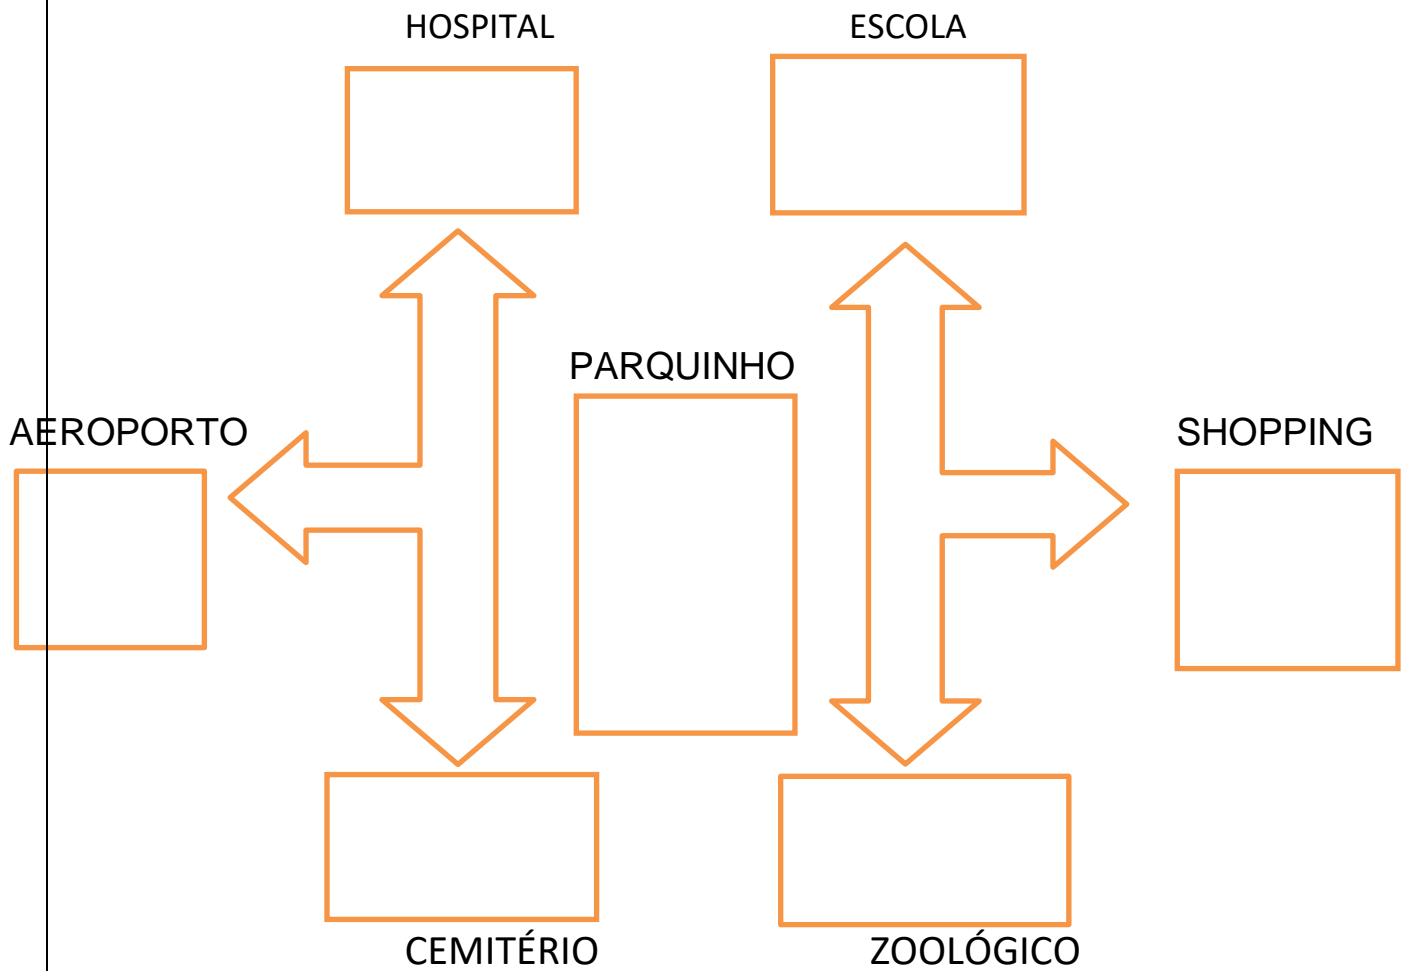 HOSPITAL
ESCOLA
PARQUINHO
AEROPORTO
SHOPPING
CEMITÉRIO
ZOOLÓGICO